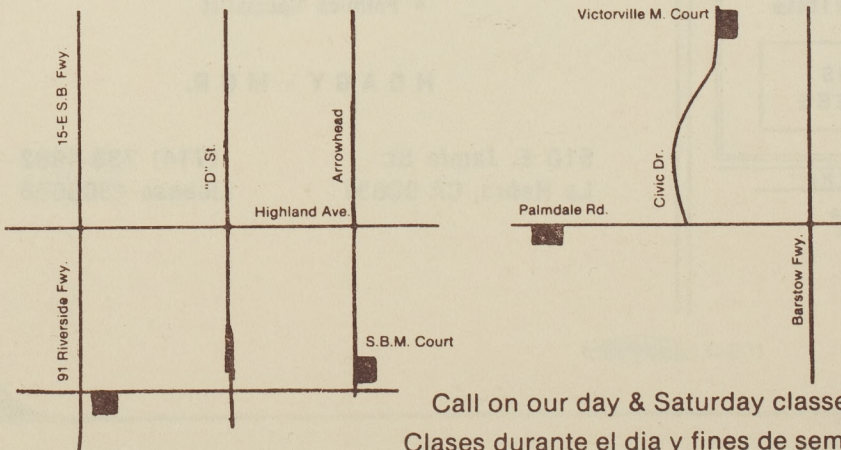 15-E S.B. Fwy.
"D" St.
Arrowhead
Highland Ave.
91 Riverside Fwy.
S.B.M. Court
Victorville M. Court
Civic Dr.
Palmdale Rd.
Barstow Fwy.
Call on our day & Saturday classe
Clases durante el dia y fines de sem